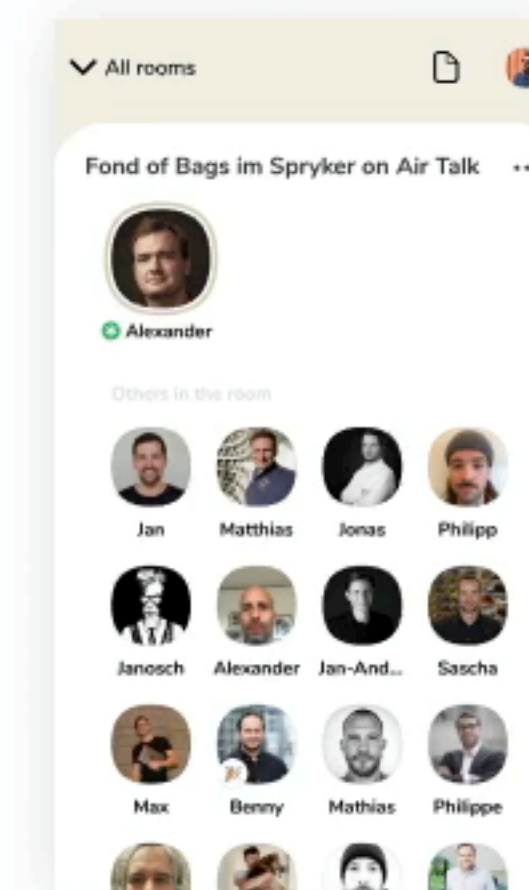 All rooms
Fond of Bags im Spryker on Air Talk
Alexander
Others in the room
Jan Matthias Jonas Philipp
Janosch Alexander Jan-And... Sascha
Max Benny Mathias Philippe